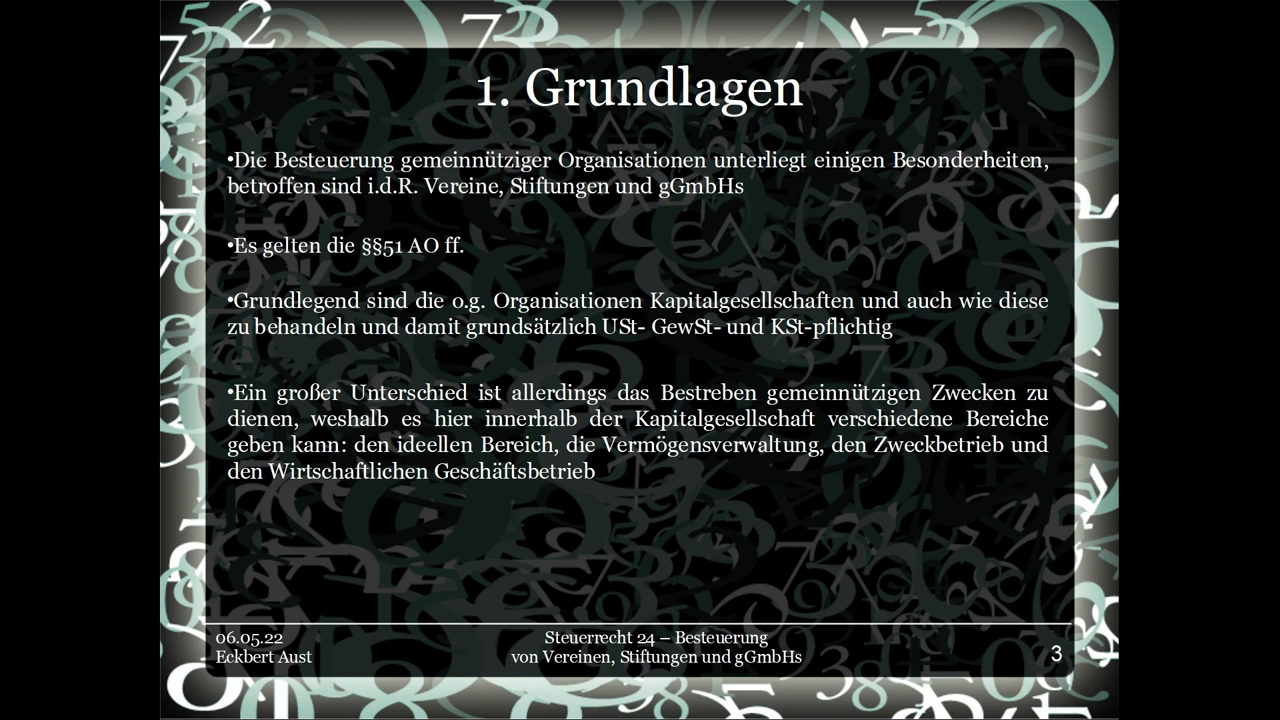 1. Grundlagen
•Die Besteuerung gemeinnütziger Organisationen unterliegt einigen Besonderheiten,
betroffen sind i.d.R. Vereine, Stiftungen und gGmbHs
•Es gelten die §§51 AO ff.
•Grundlegend sind die o.g. Organisationen Kapitalgesellschaften und auch wie diese
zu behandeln und damit grundsätzlich USt- GewSt- und KSt-pflichtig
•Ein großer Unterschied ist allerdings das Bestreben gemeinnützigen Zwecken zu
dienen, weshalb es hier innerhalb der Kapitalgesellschaft verschiedene Bereiche
geben kann: den ideellen Bereich, die Vermögensverwaltung, den Zweckbetrieb und
den Wirtschaftlichen Geschäftsbetrieb
06.05.22
Eckbert Aust
Steuerrecht 24 – Besteuerung
von Vereinen, Stiftungen und gGmbHs
3